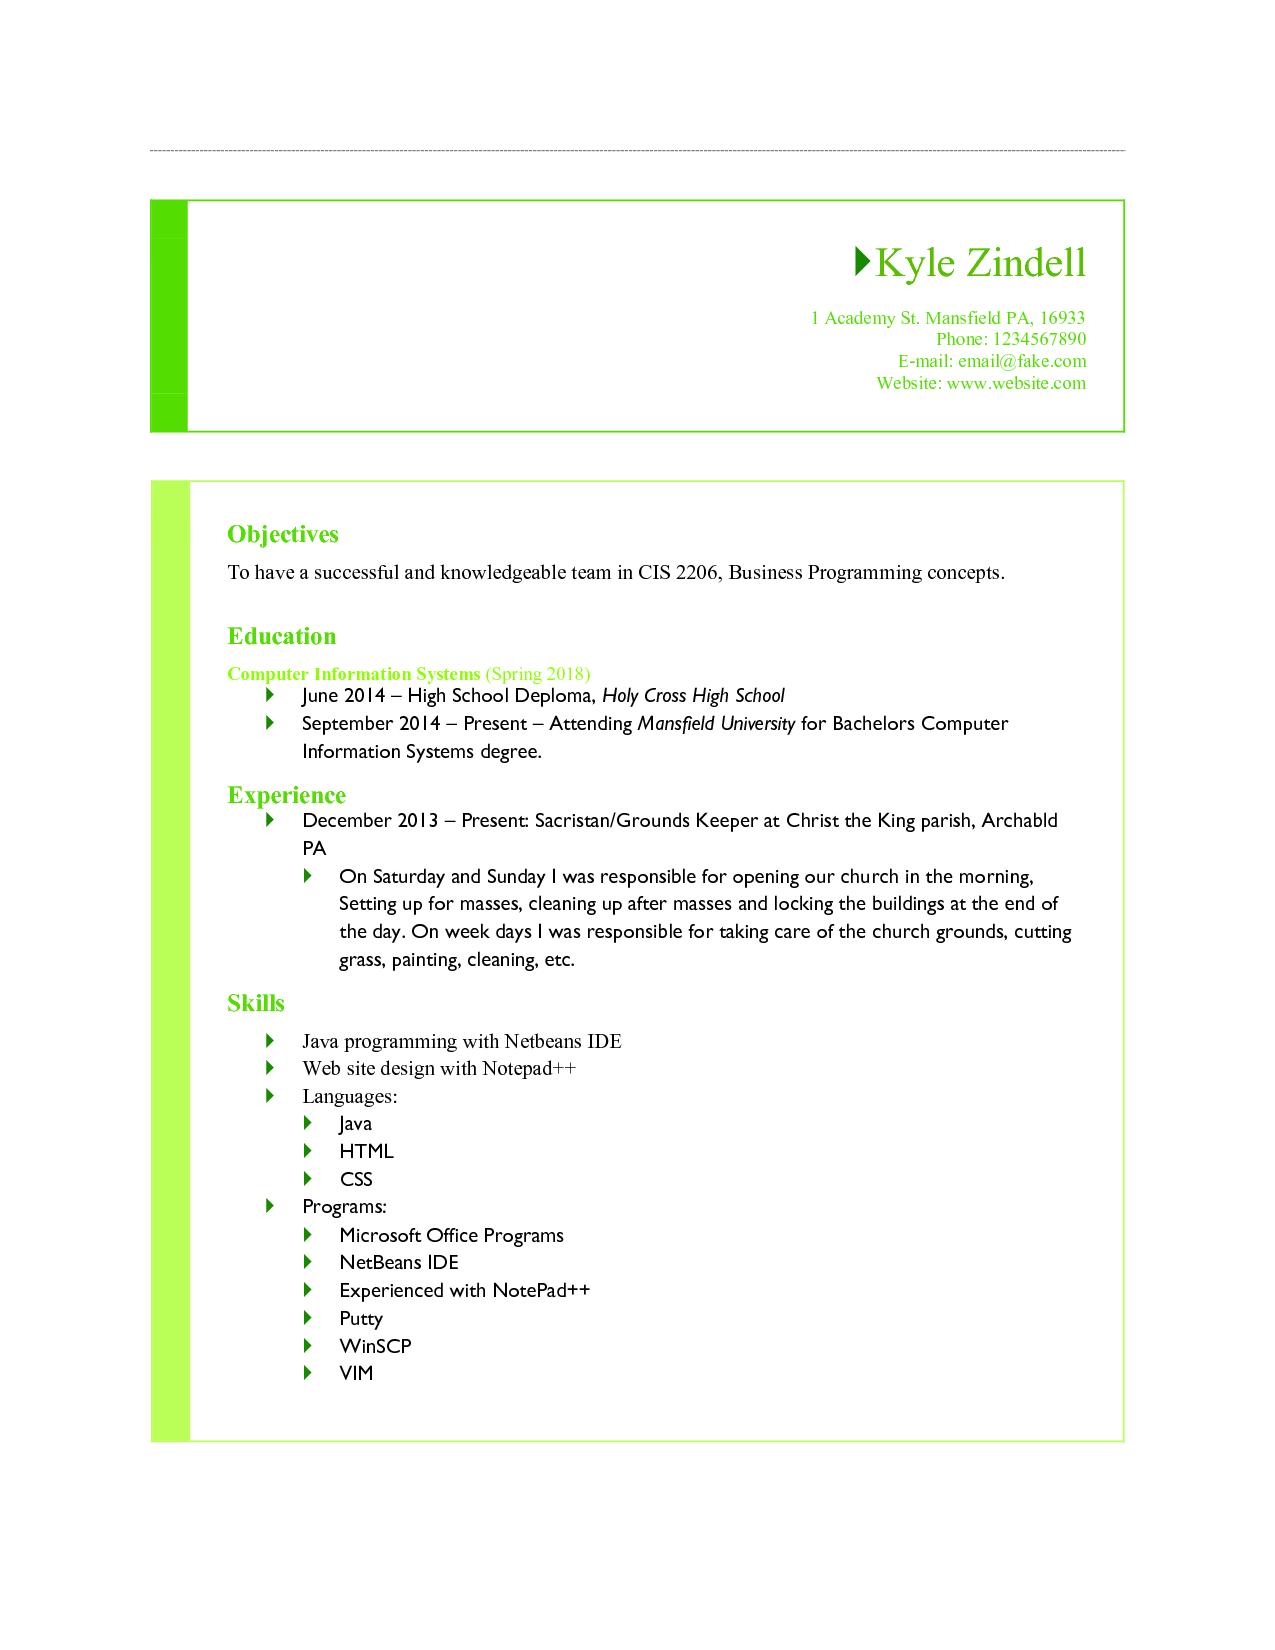 Kyle Zindell
1 Academy St. Mansfield PA, 16933
Phone: 1234567890
E-mail: email@fake.com
Website: www.website.com
Objectives
To have a successful and knowledgeable team in CIS 2206, Business Programming concepts.
Education
Computer Information Systems (Spring 2018)
June 2014 – High School Deploma, Holy Cross High School
September 2014 – Present – Attending Mansfield University for Bachelors Computer
Information Systems degree.
Experience
December 2013 – Present: Sacristan/Grounds Keeper at Christ the King parish, Archabld
PA
On Saturday and Sunday I was responsible for opening our church in the morning,
Setting up for masses, cleaning up after masses and locking the buildings at the end of
the day. On week days I was responsible for taking care of the church grounds, cutting
grass, painting, cleaning, etc.
Skills
Java programming with Netbeans IDE
Web site design with Notepad++
Languages:
Java
HTML
CSS
Programs:
Microsoft Office Programs
NetBeans IDE
Experienced with NotePad++
Putty
WinSCP
VIM